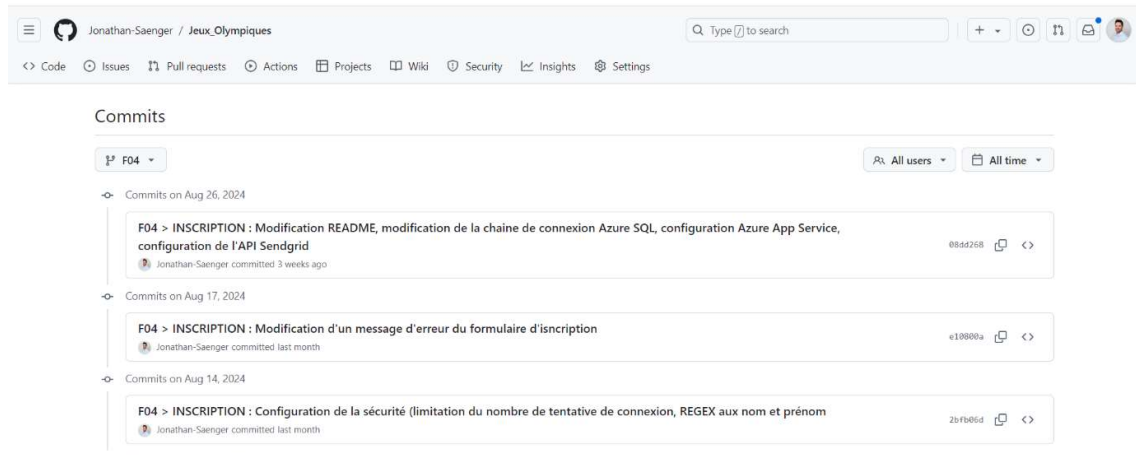 Jonathan-Saenger / Jeux_Olympiques
Type / to search
Code
Issues
Pull requests
Actions
Projects
Wiki
Security
Insights
Settings
Commits
F04
All users
All time
Commits on Aug 26, 2024
F04 > INSCRIPTION : Modification README, modification de la chaine de connexion Azure SQL, configuration Azure App Service,
configuration de l'API Sendgrid
08dd268
Jonathan-Saenger committed 3 weeks ago
Commits on Aug 17, 2024
F04 > INSCRIPTION : Modification d'un message d'erreur du formulaire d'isncription
e10800a
Jonathan-Saenger committed last month
Commits on Aug 14, 2024
F04 > INSCRIPTION : Configuration de la sécurité (limitation du nombre de tentative de connexion, REGEX aux nom et prénom
2bfb06d
Jonathan-Saenger committed last month